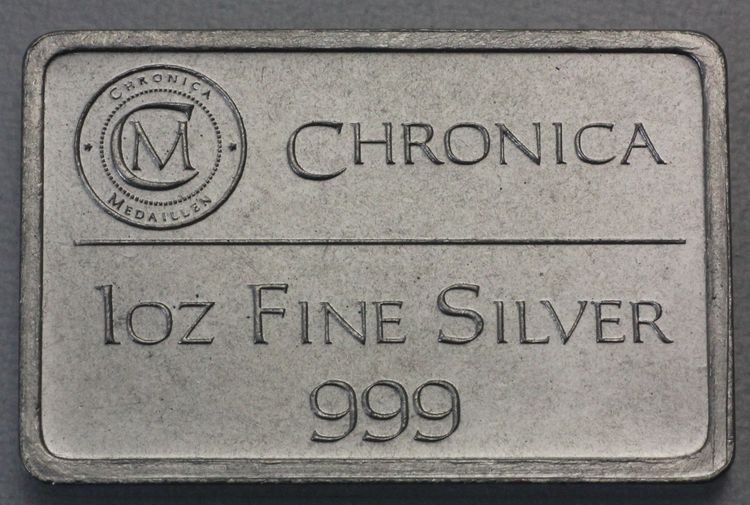 CHRONICA
CM
MEDAILLEN
CHRONICA
1OZ FINE SILVER
999